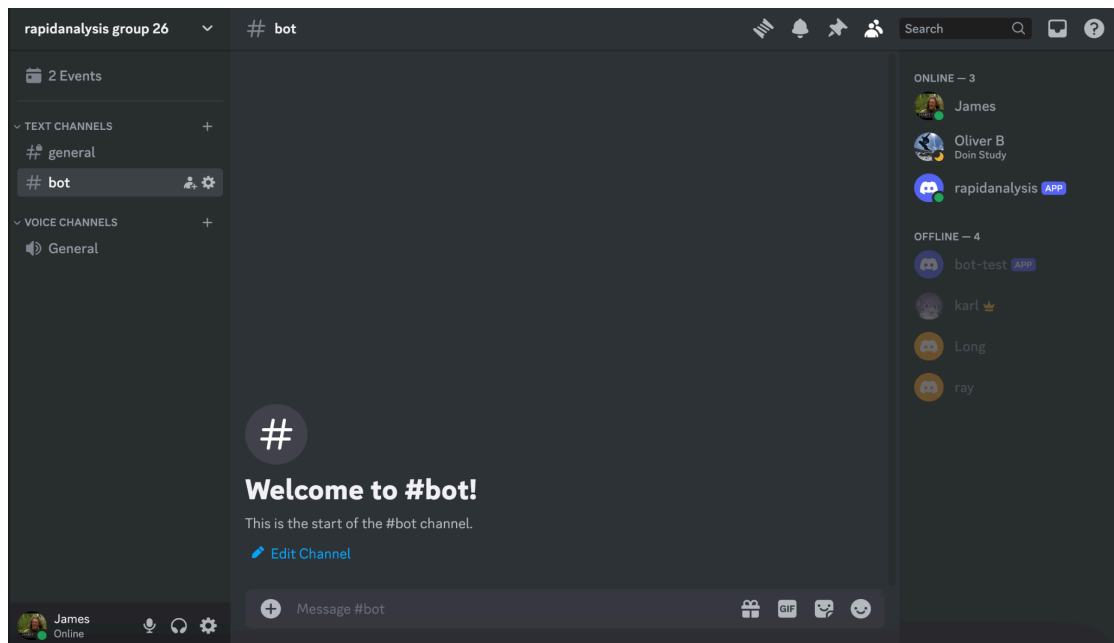 rapidanalysis group 26
2 Events
TEXT CHANNELS
general
bot
VOICE CHANNELS
General
James
Online
# bot
Search
Welcome to #bot!
This is the start of the #bot channel.
Edit Channel
Message #bot
GIF
ONLINE — 3
James
Oliver B
Doin Study
rapidanalysis APP
OFFLINE — 4
bot-test APP
karl
Long
ray